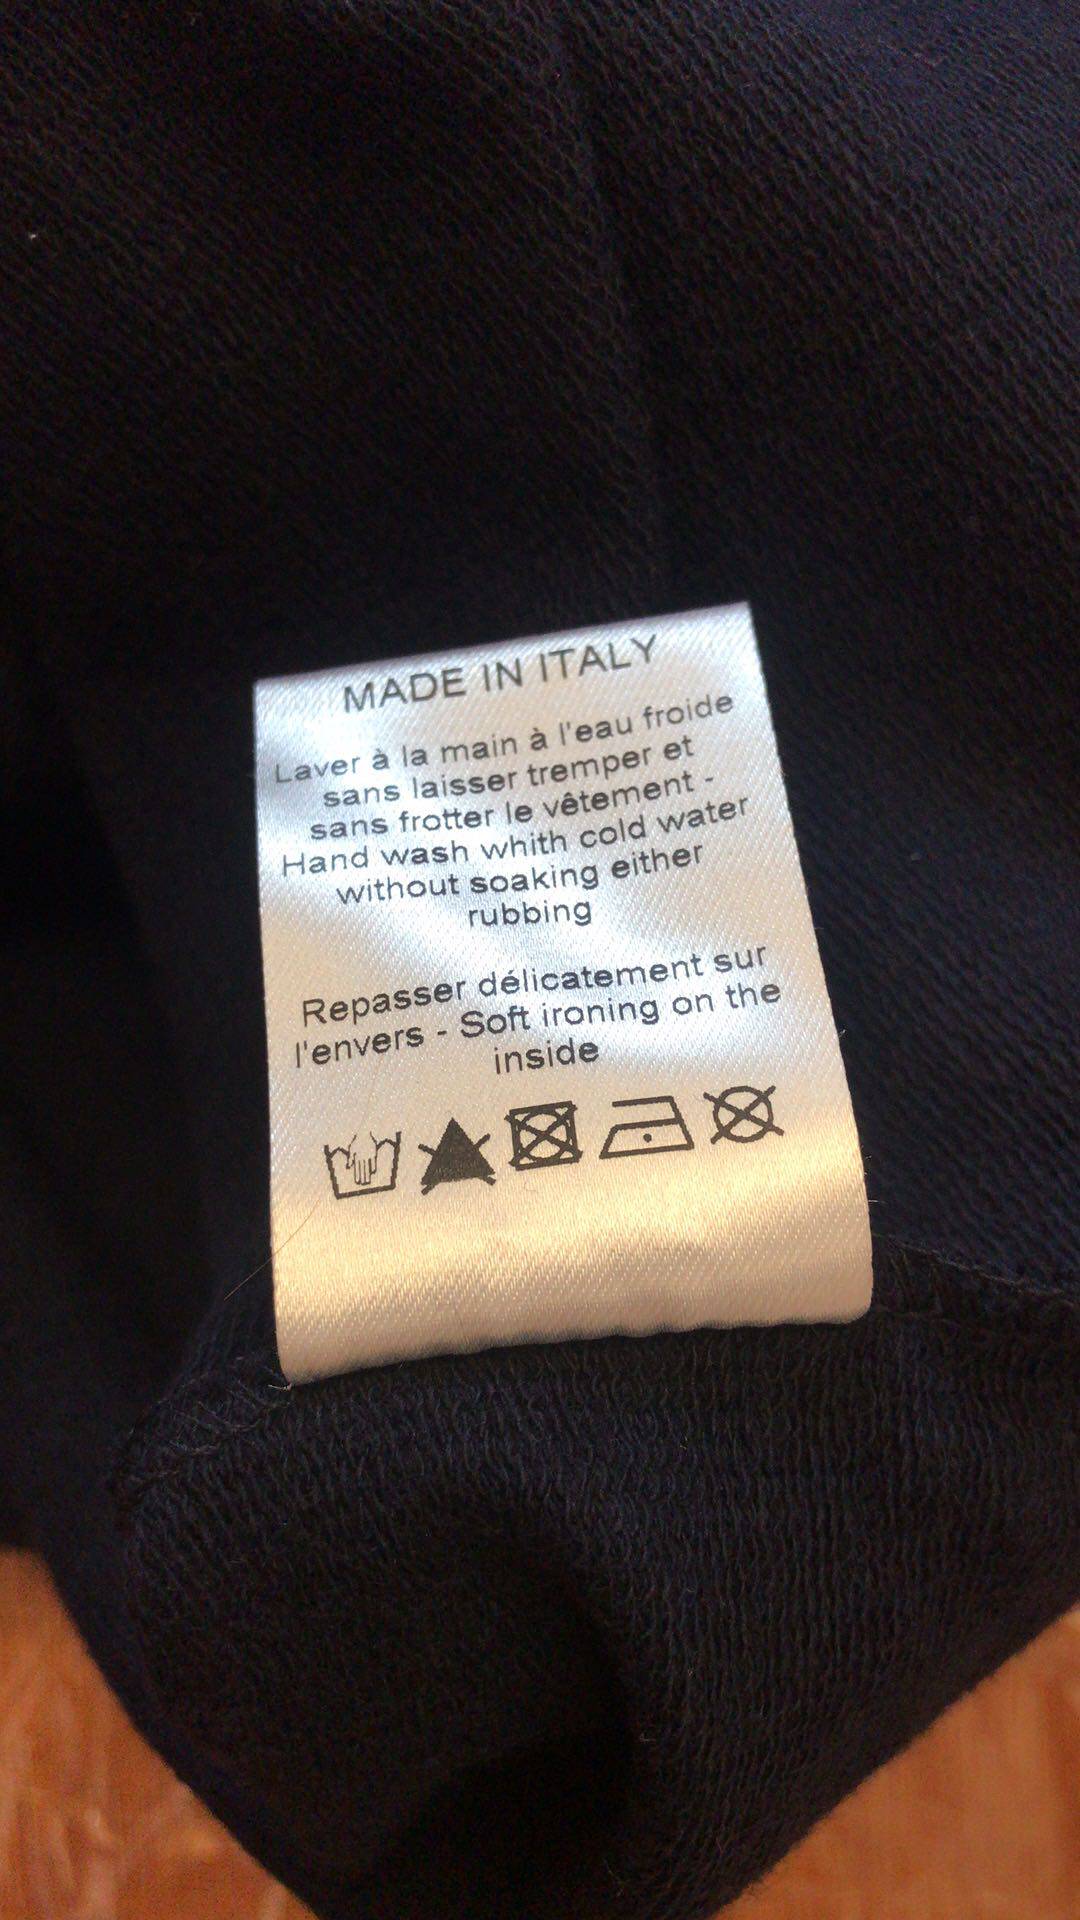 MADE IN ITALY
Laver à la main à l'eau froide
sans laisser tremper et
sans frotter le vêtement -
Hand wash whith cold water
without soaking either
rubbing
Repasser délicatement sur
l'envers - Soft ironing on the
inside